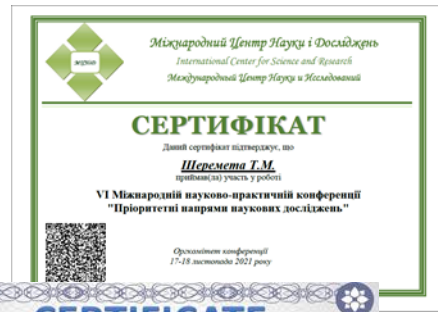 Міжнародний Центр Науки і Досліджень
International Center for Science and Research
Международный Центр Науки и Исследований
СЕРТИФІКАТ
Даний сертифікат підтверджує, що
Шеремета Т.М.
приймав(ла) участь у роботі
VI Міжнародній науково-практичній конференції
"Пріоритетні напрями наукових досліджень"
Оргкомітет конференції
17-18 листопада 2021 року
CERTIFICATE